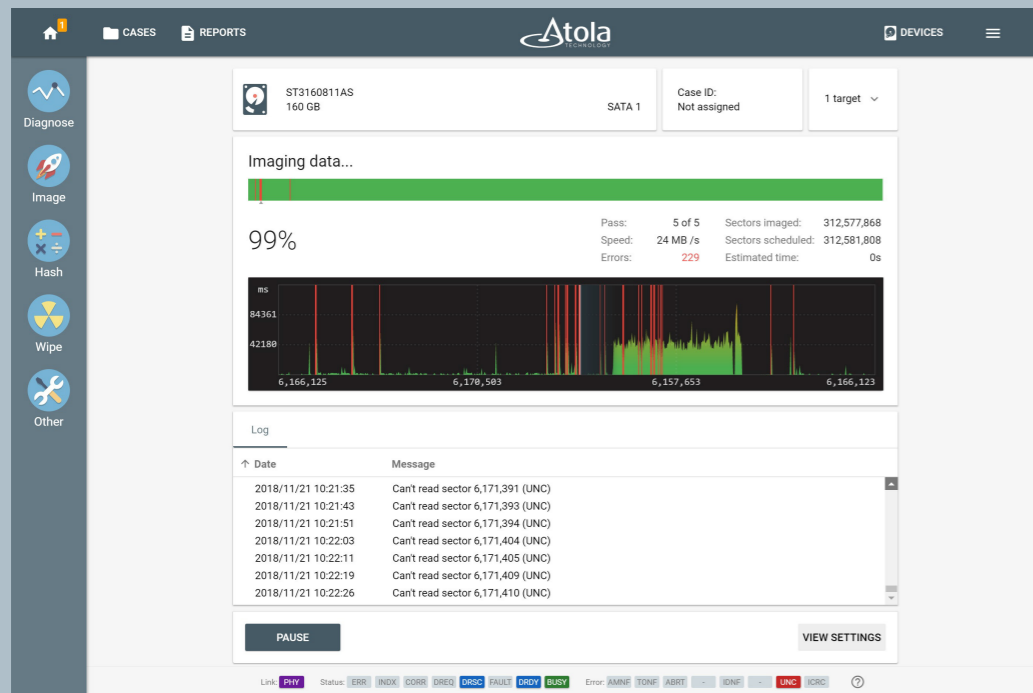 1
CASES
REPORTS
Atola
TECHNOLOGY
DEVICES
Diagnose
Image
Hash
Wipe
Other
ST3160811AS
160 GB
SATA 1
Case ID:
Not assigned
1 target
Imaging data...
99%
Pass: 5 of 5 Sectors imaged: 312,577,868
Speed: 24 MB /s Sectors scheduled: 312,581,808
Errors: 229 Estimated time: 0s
ms
84361
42180
6,166,125 6,170,503 6,157,653 6,166,123
Log
Date Message
2018/11/21 10:21:35 Can't read sector 6,171,391 (UNC)
2018/11/21 10:21:43 Can't read sector 6,171,393 (UNC)
2018/11/21 10:21:51 Can't read sector 6,171,394 (UNC)
2018/11/21 10:22:03 Can't read sector 6,171,404 (UNC)
2018/11/21 10:22:11 Can't read sector 6,171,405 (UNC)
2018/11/21 10:22:19 Can't read sector 6,171,409 (UNC)
2018/11/21 10:22:26 Can't read sector 6,171,410 (UNC)
PAUSE
VIEW SETTINGS
Link: PHY Status: ERR INDX CORR DREQ DRSC FAULT DRDY BUSY Error: AMNF TONF ABRT - IDNF - UNC ICRC ?